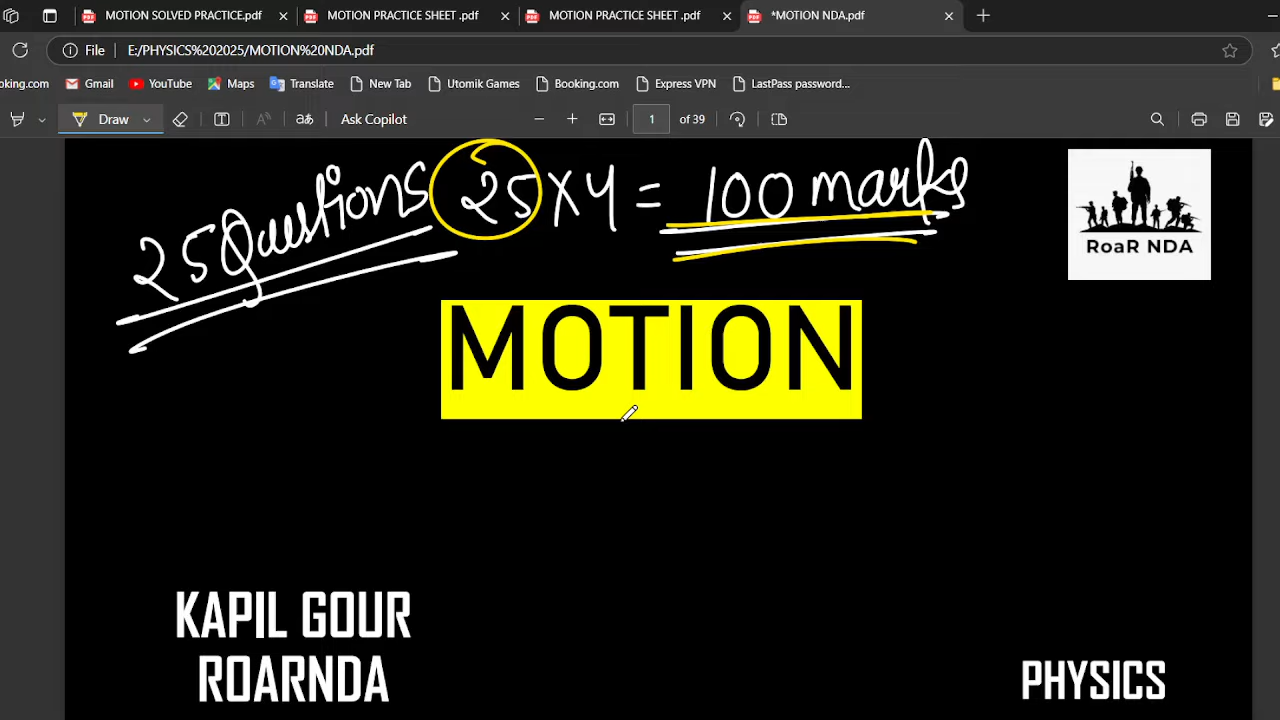 MOTION SOLVED PRACTICE.pdf
MOTION PRACTICE SHEET .pdf
MOTION PRACTICE SHEET .pdf
*MOTION NDA.pdf
File E:/PHYSICS%202025/MOTION%20NDA.pdf
oking.com Gmail YouTube Maps Translate New Tab Utomik Games Booking.com Express VPN LastPass password...
Draw Ask Copilot 1 of 39
25 Questions 25 X 4 = 100 marks
RoaR NDA
MOTION
KAPIL GOUR
ROARNDA
PHYSICS